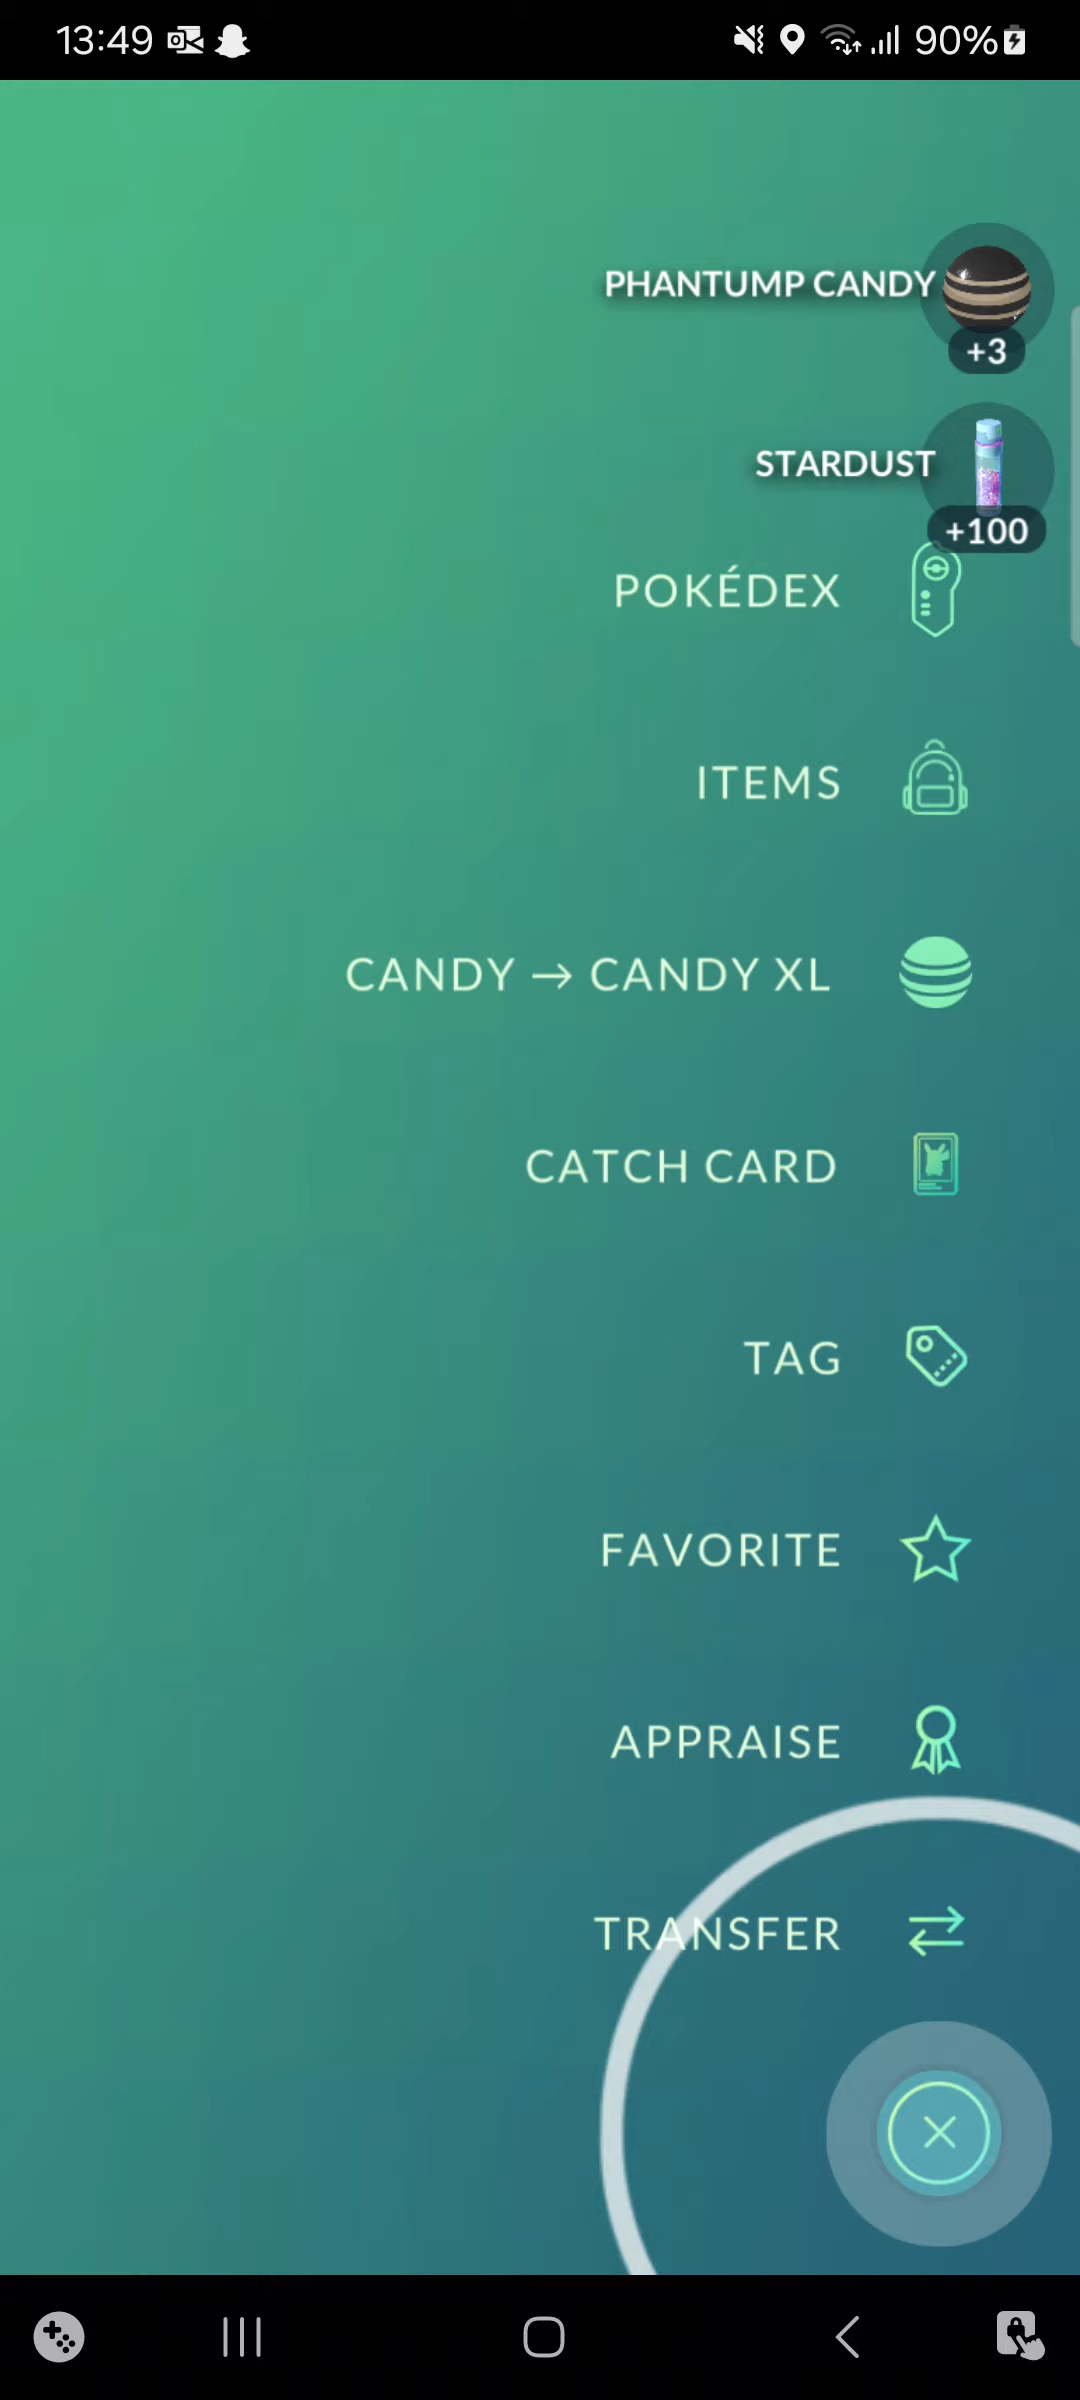 13:49 90%
PHANTUMP CANDY
+3
STARDUST
+100
POKÉDEX
ITEMS
CANDY → CANDY XL
CATCH CARD
TAG
FAVORITE
APPRAISE
TRANSFER